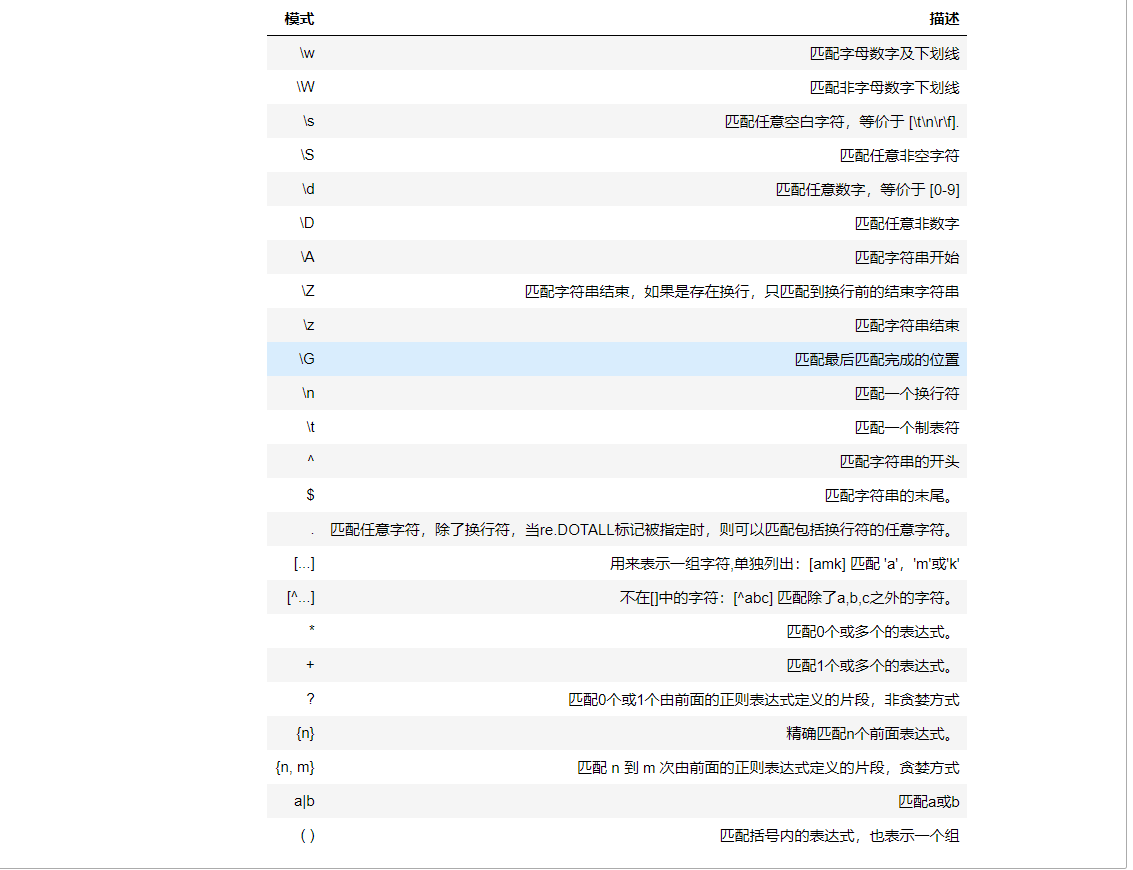 模式 描述
\w 匹配字母数字及下划线
\W 匹配非字母数字下划线
\s 匹配任意空白字符，等价于 [\t\n\r\f].
\S 匹配任意非空字符
\d 匹配任意数字，等价于 [0-9]
\D 匹配任意非数字
\A 匹配字符串开始
\Z 匹配字符串结束，如果是存在换行，只匹配到换行前的结束字符串
\z 匹配字符串结束
\G 匹配最后匹配完成的位置
\n 匹配一个换行符
\t 匹配一个制表符
^ 匹配字符串的开头
$ 匹配字符串的末尾。
. 匹配任意字符，除了换行符，当re.DOTALL标记被指定时，则可以匹配包括换行符的任意字符。
[...] 用来表示一组字符,单独列出：[amk] 匹配 'a'，'m'或'k'
[^...] 不在[]中的字符：[^abc] 匹配除了a,b,c之外的字符。
* 匹配0个或多个的表达式。
+ 匹配1个或多个的表达式。
? 匹配0个或1个由前面的正则表达式定义的片段，非贪婪方式
{n} 精确匹配n个前面表达式。
{n, m} 匹配 n 到 m 次由前面的正则表达式定义的片段，贪婪方式
a|b 匹配a或b
( ) 匹配括号内的表达式，也表示一个组